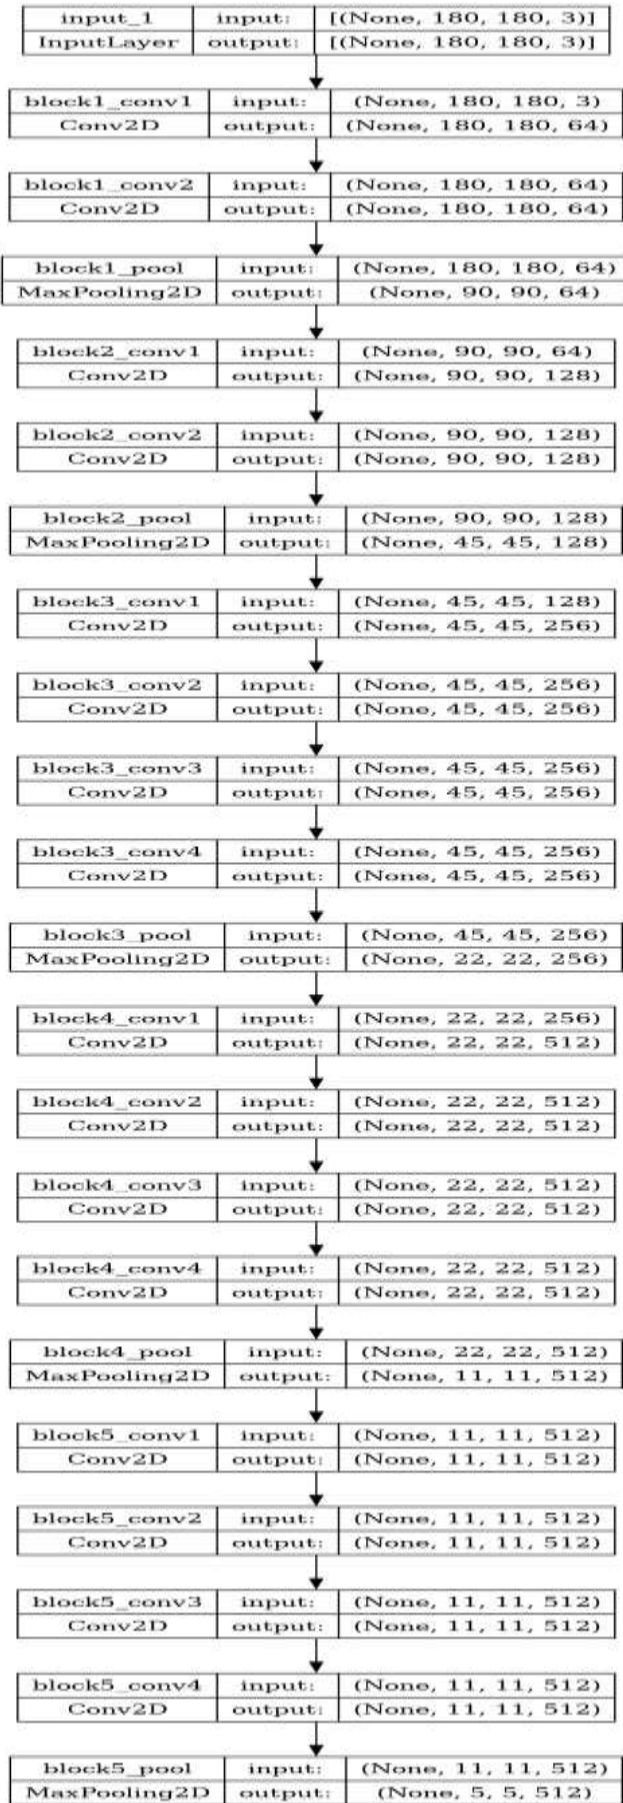 input_1 input: [(None, 180, 180, 3)]
InputLayer output: [(None, 180, 180, 3)]
block1_conv1 input: (None, 180, 180, 3)
Conv2D output: (None, 180, 180, 64)
block1_conv2 input: (None, 180, 180, 64)
Conv2D output: (None, 180, 180, 64)
block1_pool input: (None, 180, 180, 64)
MaxPooling2D output: (None, 90, 90, 64)
block2_conv1 input: (None, 90, 90, 64)
Conv2D output: (None, 90, 90, 128)
block2_conv2 input: (None, 90, 90, 128)
Conv2D output: (None, 90, 90, 128)
block2_pool input: (None, 90, 90, 128)
MaxPooling2D output: (None, 45, 45, 128)
block3_conv1 input: (None, 45, 45, 128)
Conv2D output: (None, 45, 45, 256)
block3_conv2 input: (None, 45, 45, 256)
Conv2D output: (None, 45, 45, 256)
block3_conv3 input: (None, 45, 45, 256)
Conv2D output: (None, 45, 45, 256)
block3_conv4 input: (None, 45, 45, 256)
Conv2D output: (None, 45, 45, 256)
block3_pool input: (None, 45, 45, 256)
MaxPooling2D output: (None, 22, 22, 256)
block4_conv1 input: (None, 22, 22, 256)
Conv2D output: (None, 22, 22, 512)
block4_conv2 input: (None, 22, 22, 512)
Conv2D output: (None, 22, 22, 512)
block4_conv3 input: (None, 22, 22, 512)
Conv2D output: (None, 22, 22, 512)
block4_conv4 input: (None, 22, 22, 512)
Conv2D output: (None, 22, 22, 512)
block4_pool input: (None, 22, 22, 512)
MaxPooling2D output: (None, 11, 11, 512)
block5_conv1 input: (None, 11, 11, 512)
Conv2D output: (None, 11, 11, 512)
block5_conv2 input: (None, 11, 11, 512)
Conv2D output: (None, 11, 11, 512)
block5_conv3 input: (None, 11, 11, 512)
Conv2D output: (None, 11, 11, 512)
block5_conv4 input: (None, 11, 11, 512)
Conv2D output: (None, 11, 11, 512)
block5_pool input: (None, 11, 11, 512)
MaxPooling2D output: (None, 5, 5, 512)